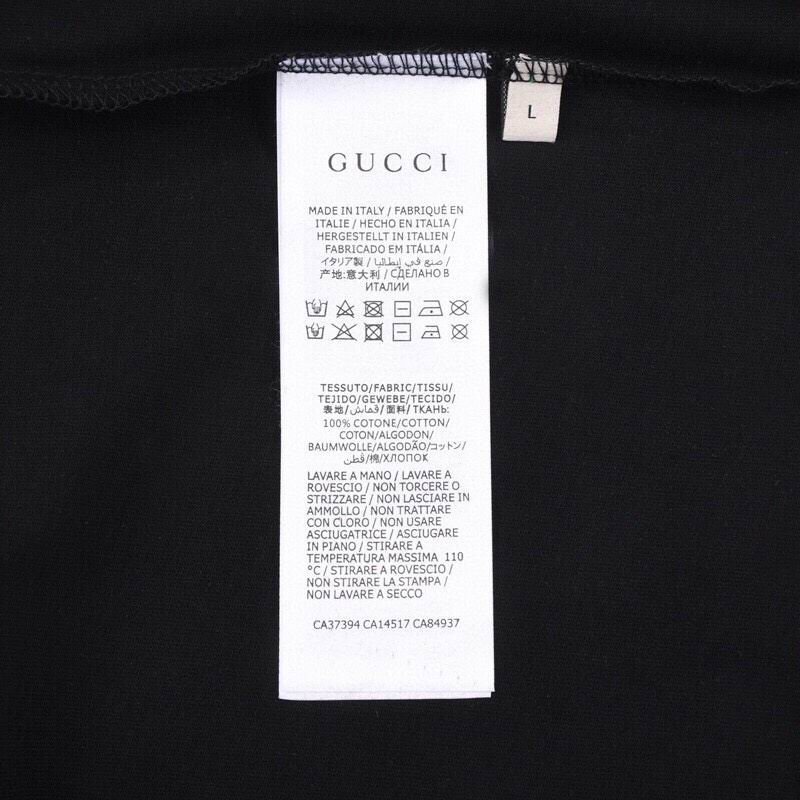 L
GUCCI
MADE IN ITALY / FABRIQUÉ EN
ITALIE / HECHO EN ITALIA /
HERGESTELLT IN ITALIEN /
FABRICADO EM ITÁLIA /
イタリア製 / صنع في إيطاليا /
产地:意大利 / СДЕЛАНО В
ИТАЛИИ
TESSUTO/FABRIC/TISSU/
TEJIDO/GEWEBE/TECIDO/
表地/قماش/面料/ТКАНЬ:
100% COTONE/COTTON/
COTON/ALGODON/
BAUMWOLLE/ALGODÃO/コットン/
قطن/棉/ХЛОПОК
LAVARE A MANO / LAVARE A
ROVESCIO / NON TORCERE O
STRIZZARE / NON LASCIARE IN
AMMOLLO / NON TRATTARE
CON CLORO / NON USARE
ASCIUGATRICE / ASCIUGARE
IN PIANO / STIRARE A
TEMPERATURA MASSIMA 110
°C / STIRARE A ROVESCIO /
NON STIRARE LA STAMPA /
NON LAVARE A SECCO
CA37394 CA14517 CA84937